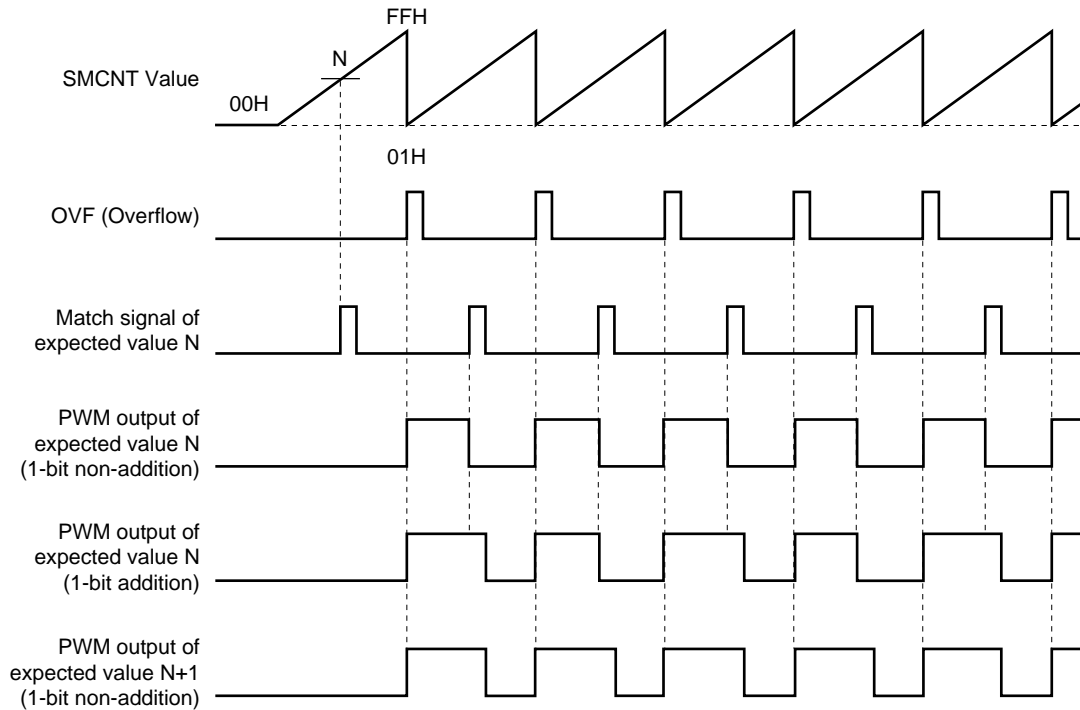 FFH
N
SMCNT Value
00H
01H
OVF (Overflow)
Match signal of
expected value N
PWM output of
expected value N
(1-bit non-addition)
PWM output of
expected value N
(1-bit addition)
PWM output of
expected value N+1
(1-bit non-addition)